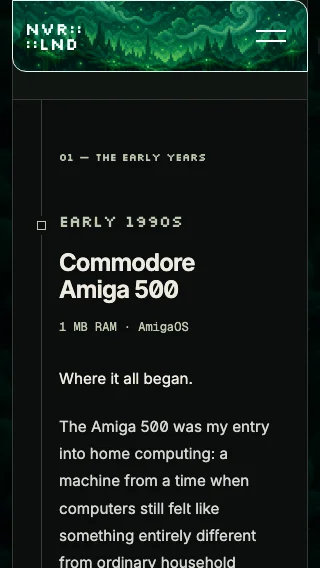 NVR::
::LND
01 — THE EARLY YEARS
EARLY 1990S
Commodore
Amiga 500
1 MB RAM · AmigaOS
Where it all began.
The Amiga 500 was my entry
into home computing: a
machine from a time when
computers still felt like
something entirely different
from ordinary household